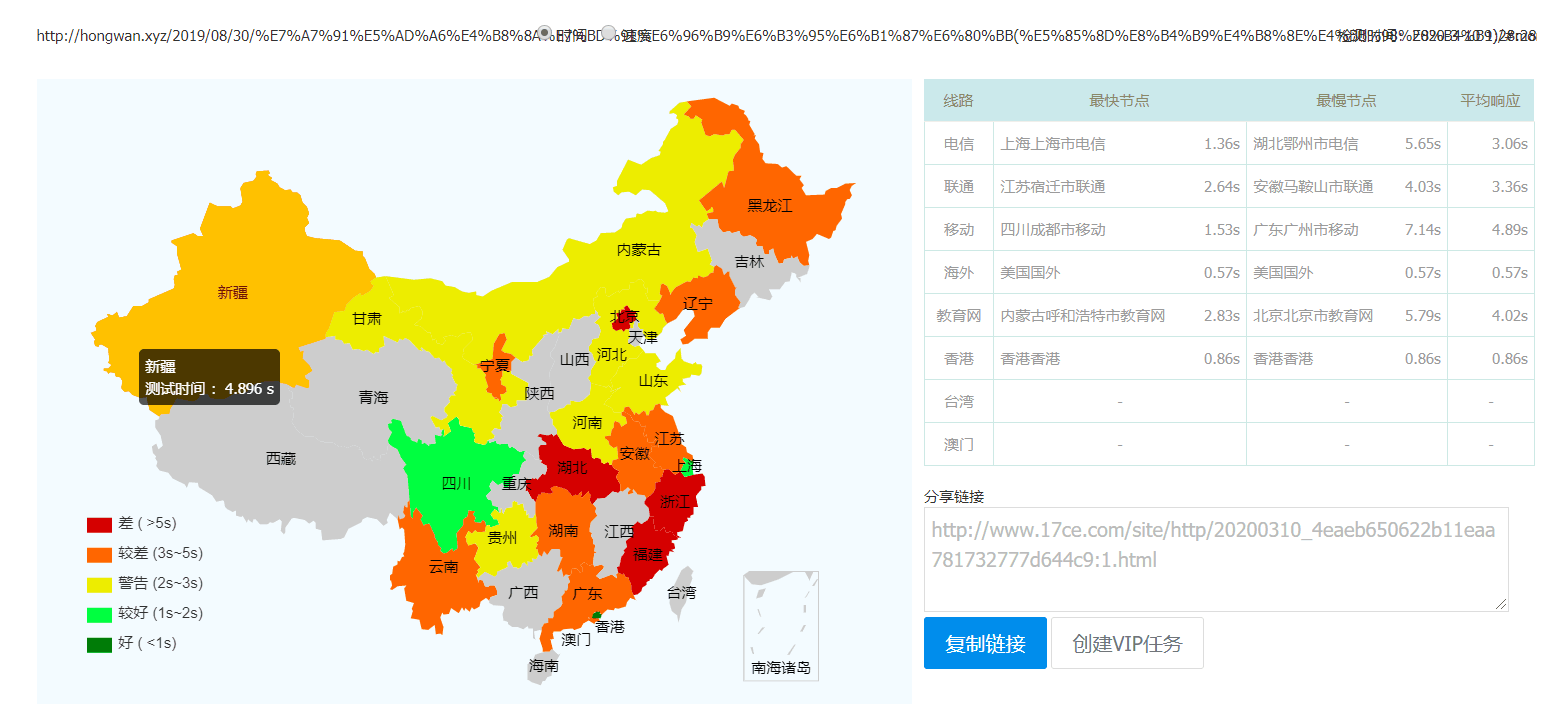 http://hongwan.xyz/2019/08/30/%E7%A7%91%E5%AD%A6%E4%B8%8A%E7%BD%91%E6%96%B9%E6%B3%95%E6%B1%87%E6%80%BB(%E5%85%8D%E8%B4%B9%E4%B8%8E%E4%
时间 速度
检测时间：2020-3-10 9:28:28
黑龙江
内蒙古
吉林
新疆
辽宁
甘肃
北京
天津
山西
河北
宁夏
山东
陕西
青海
新疆
测试时间： 4.896 s
河南
江苏
安徽
西藏
上海
湖北
四川
重庆
浙江
湖南
江西
贵州
福建
云南
广西
广东
台湾
香港
澳门
海南
南海诸岛
差 ( >5s)
较差 (3s~5s)
警告 (2s~3s)
较好 (1s~2s)
好 ( <1s)
线路 最快节点 最慢节点 平均响应
电信 上海上海市电信 1.36s 湖北鄂州市电信 5.65s 3.06s
联通 江苏宿迁市联通 2.64s 安徽马鞍山市联通 4.03s 3.36s
移动 四川成都市移动 1.53s 广东广州市移动 7.14s 4.89s
海外 美国国外 0.57s 美国国外 0.57s 0.57s
教育网 内蒙古呼和浩特市教育网 2.83s 北京北京市教育网 5.79s 4.02s
香港 香港香港 0.86s 香港香港 0.86s 0.86s
台湾 - - -
澳门 - - -
分享链接
http://www.17ce.com/site/http/20200310_4eaeb650622b11eaa
781732777d644c9:1.html
复制链接 创建VIP任务